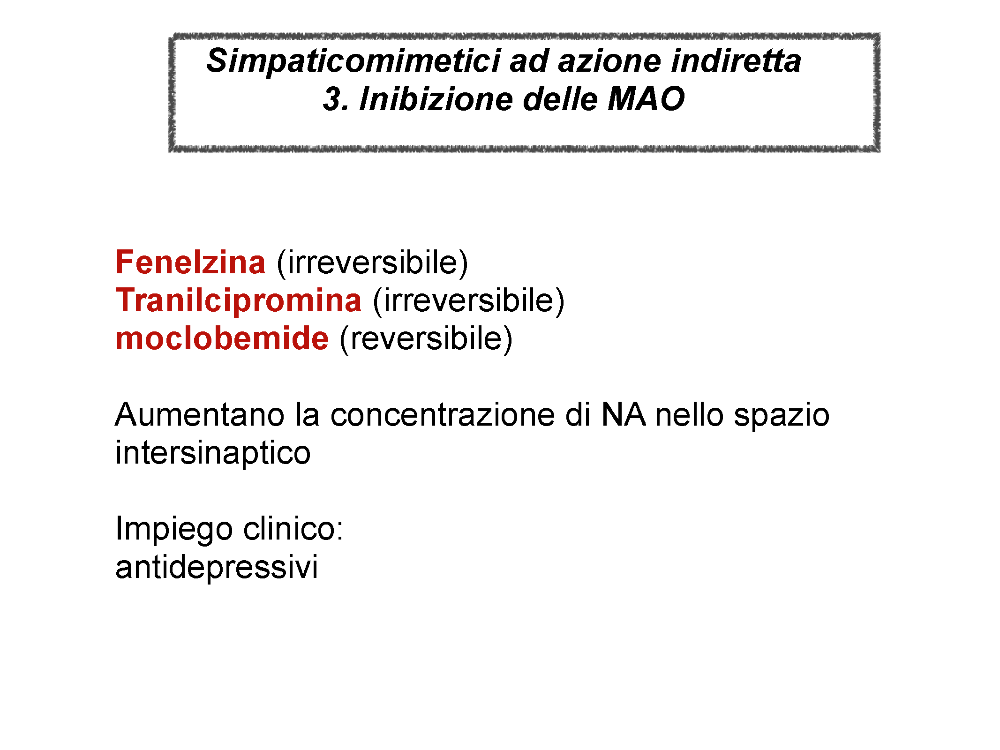 Simpaticomimetici ad azione indiretta
3. Inibizione delle MAO
Fenelzina (irreversibile)
Tranilcipromina (irreversibile)
moclobemide (reversibile)
Aumentano la concentrazione di NA nello spazio
intersinaptico
Impiego clinico:
antidepressivi